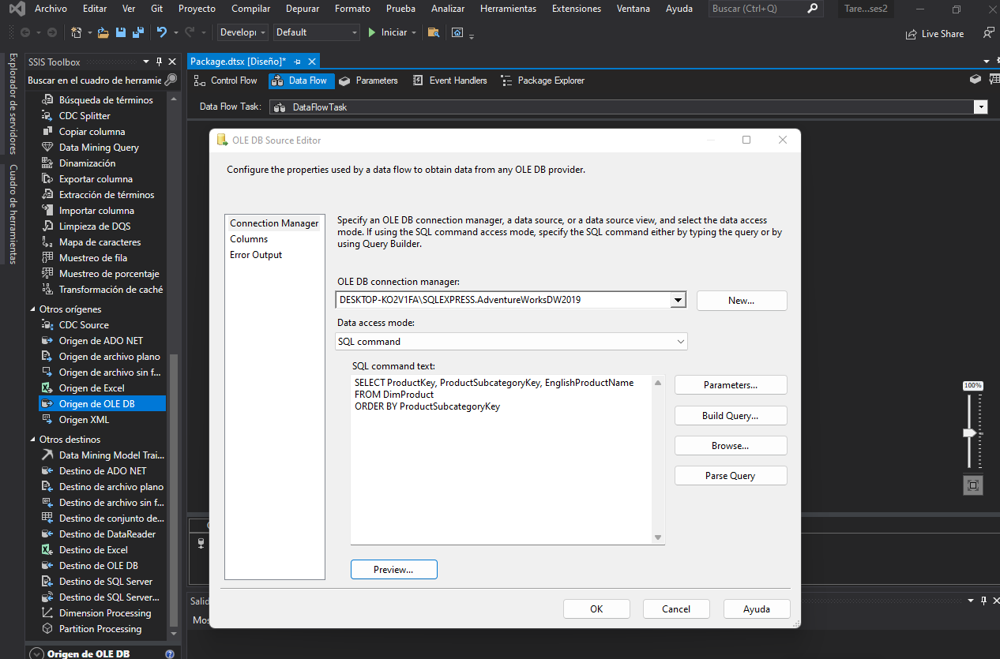 Archivo Editar Ver Git Proyecto Compilar Depurar Formato Prueba Analizar Herramientas Extensiones Ventana Ayuda Buscar (Ctrl+Q) Tare...ses2
Develop Default Iniciar Live Share
Explorador de servidores
Cuadro de herramientas
SSIS Toolbox
Buscar en el cuadro de herramie
Búsqueda de términos
CDC Splitter
Copiar columna
Data Mining Query
Dinamización
Exportar columna
Extracción de términos
Importar columna
Limpieza de DQS
Mapa de caracteres
Muestreo de fila
Muestreo de porcentaje
Transformación de caché
Otros orígenes
CDC Source
Origen de ADO NET
Origen de archivo plano
Origen de archivo sin f...
Origen de Excel
Origen de OLE DB
Origen XML
Otros destinos
Data Mining Model Trai...
Destino de ADO NET
Destino de archivo plano
Destino de archivo sin f...
Destino de conjunto de...
Destino de DataReader
Destino de Excel
Destino de OLE DB
Destino de SQL Server
Destino de SQL Server...
Dimension Processing
Partition Processing
Origen de OLE DB
Package.dtsx [Diseño]*
Control Flow Data Flow Parameters Event Handlers Package Explorer
Data Flow Task: DataFlowTask
OLE DB Source Editor
Configure the properties used by a data flow to obtain data from any OLE DB provider.
Connection Manager
Columns
Error Output
Specify an OLE DB connection manager, a data source, or a data source view, and select the data access
mode. If using the SQL command access mode, specify the SQL command either by typing the query or by
using Query Builder.
OLE DB connection manager:
DESKTOP-KO2V1FA\SQLEXPRESS.AdventureWorksDW2019
New...
Data access mode:
SQL command
SQL command text:
SELECT ProductKey, ProductSubcategoryKey, EnglishProductName
FROM DimProduct
ORDER BY ProductSubcategoryKey
Parameters...
Build Query...
Browse...
Parse Query
Preview...
OK Cancel Ayuda
100%
Salid
Mos